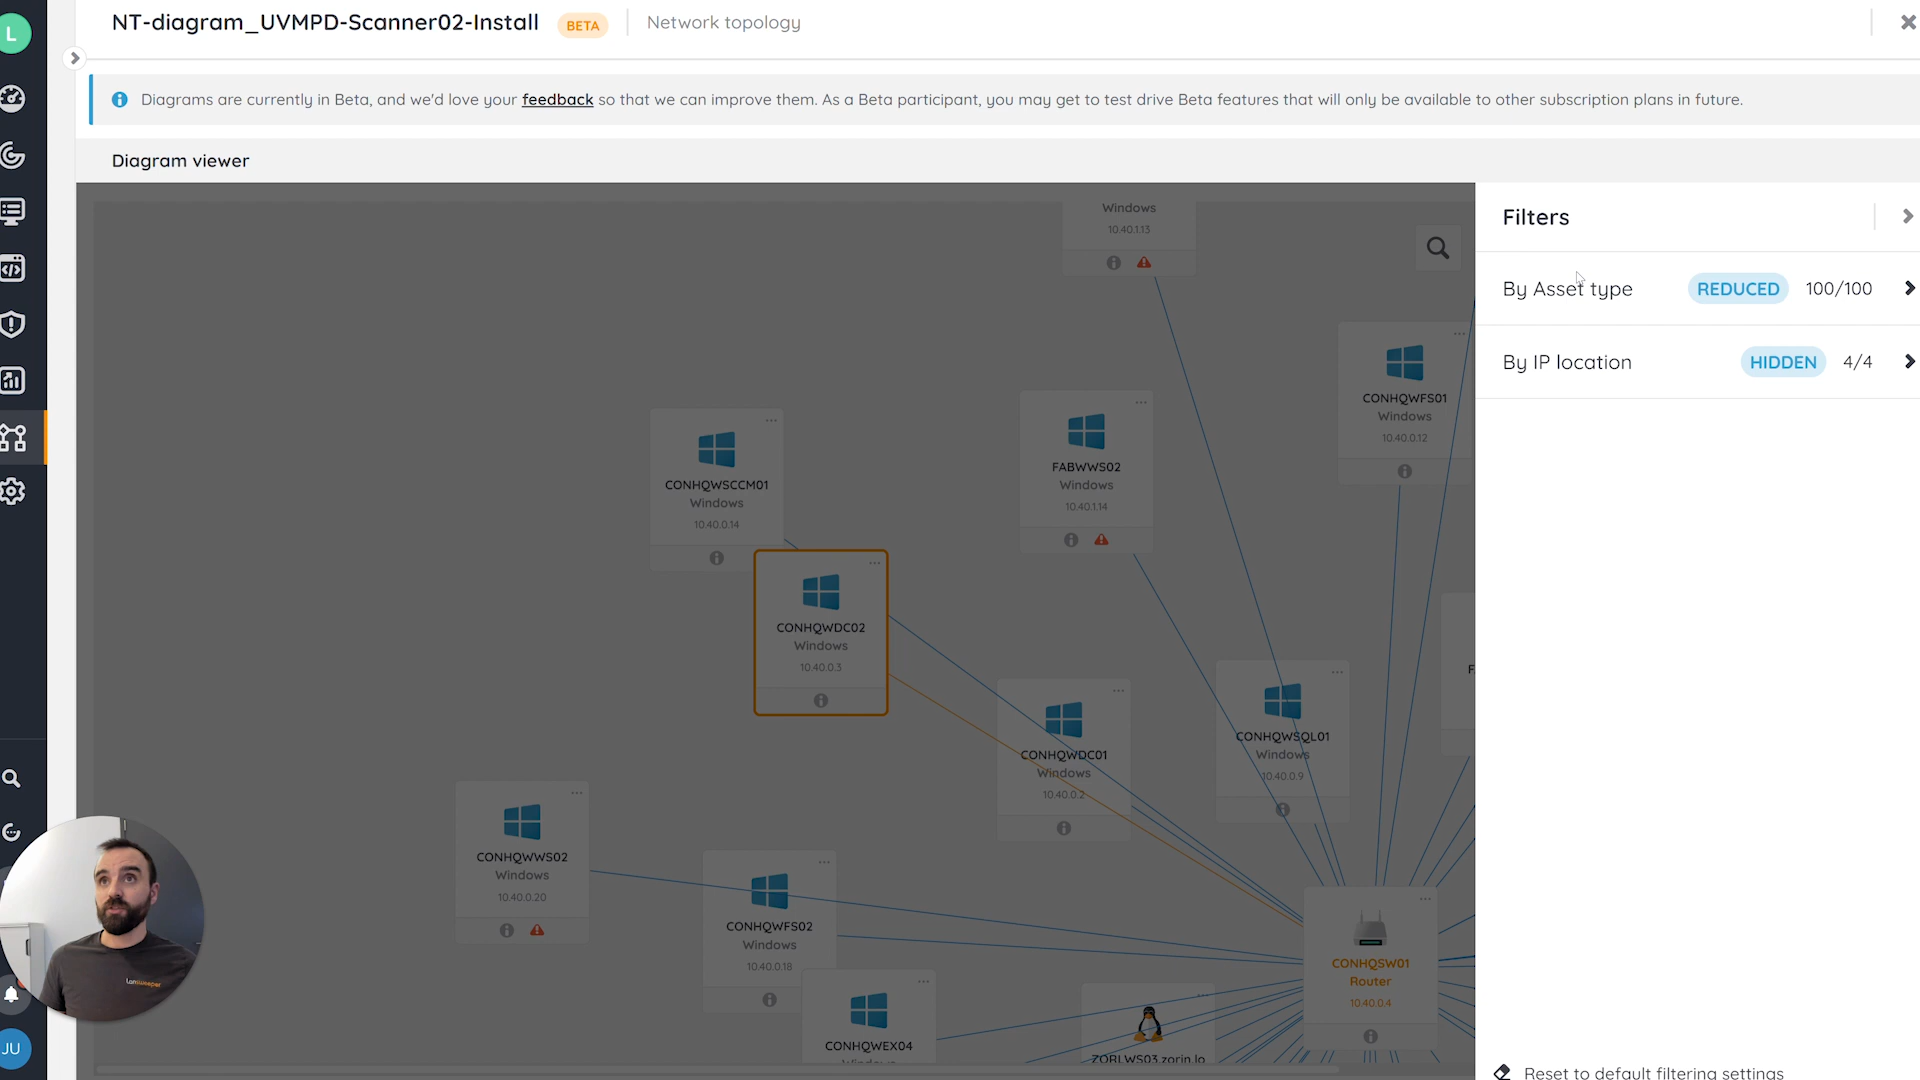 L
NT-diagram_UVMPD-Scanner02-Install
BETA
Network topology
Diagrams are currently in Beta, and we'd love your feedback so that we can improve them. As a Beta participant, you may get to test drive Beta features that will only be available to other subscription plans in future.
Diagram viewer
Windows
10.40.1.13
Filters
By Asset type
REDUCED
100/100
By IP location
HIDDEN
4/4
CONHQWFS01
Windows
10.40.0.12
FABWWS02
Windows
10.40.1.14
CONHQWSCCM01
Windows
10.40.0.14
CONHQWDC02
Windows
10.40.0.3
CONHQWDC01
Windows
10.40.0.2
CONHQWSQL01
Windows
10.40.0.9
F
CONHQWWS02
Windows
10.40.0.20
CONHQWFS02
Windows
10.40.0.18
CONHQSW01
Router
10.40.0.4
CONHQWEX04
Windows
ZORLWS03.zorin.lo
lansweeper
JU
Reset to default filtering settings